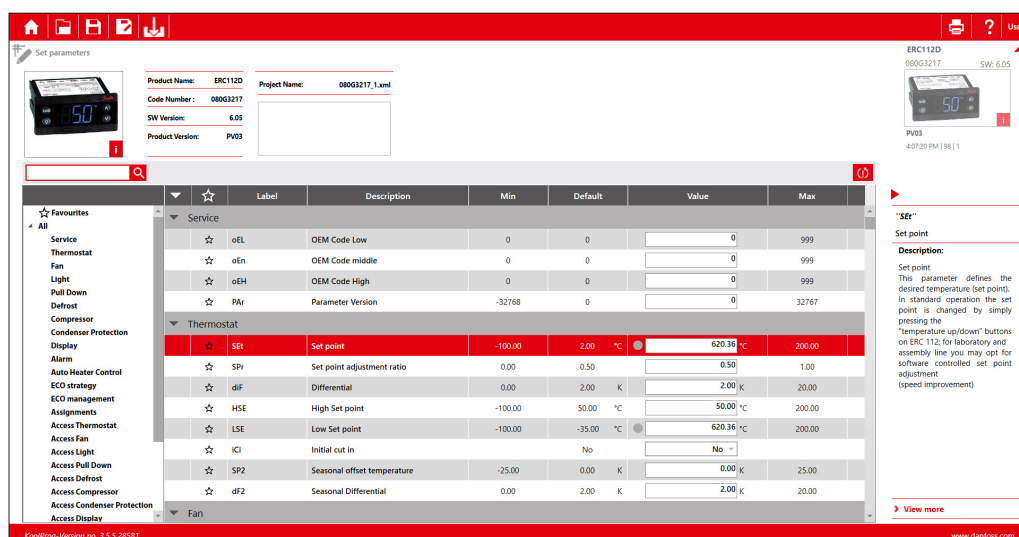 ? Use
Set parameters
Product Name: ERC112D
Code Number : 080G3217
SW Version: 6.05
Product Version: PV03
Project Name: 080G3217_1.xml
ERC112D
080G3217 SW: 6.05
PV03
4:07:20 PM | 98 | 1
Label Description Min Default Value Max
Favourites
All
Service
Thermostat
Fan
Light
Pull Down
Defrost
Compressor
Condenser Protection
Display
Alarm
Auto Heater Control
ECO strategy
ECO management
Assignments
Access Thermostat
Access Fan
Access Light
Access Pull Down
Access Defrost
Access Compressor
Access Condenser Protection
Access Display
Service
oEL OEM Code Low 0 0 0 999
oEn OEM Code middle 0 0 0 999
oEH OEM Code High 0 0 0 999
PAr Parameter Version -32768 0 0 32767
Thermostat
SEt Set point -100.00 2.00 °C 620.36 °C 200.00
SPr Set point adjustment ratio 0.00 0.50 0.50 1.00
diF Differential 0.00 2.00 K 2.00 K 20.00
HSE High Set point -100.00 50.00 °C 50.00 °C 200.00
LSE Low Set point -100.00 -35.00 °C 620.36 °C 200.00
ICi Initial cut in No No
SP2 Seasonal offset temperature -25.00 0.00 K 0.00 K 25.00
dF2 Seasonal Differential 0.00 2.00 K 2.00 K 20.00
Fan
"SEt"
Set point
Description:
Set point
This parameter defines the
desired temperature (set point).
In standard operation the set
point is changed by simply
pressing the
"temperature up/down" buttons
on ERC 112; for laboratory and
assembly line you may opt for
software controlled set point
adjustment
(speed improvement)
View more
KoolProg-Version no. 3.5.5.28581
www.danfoss.com